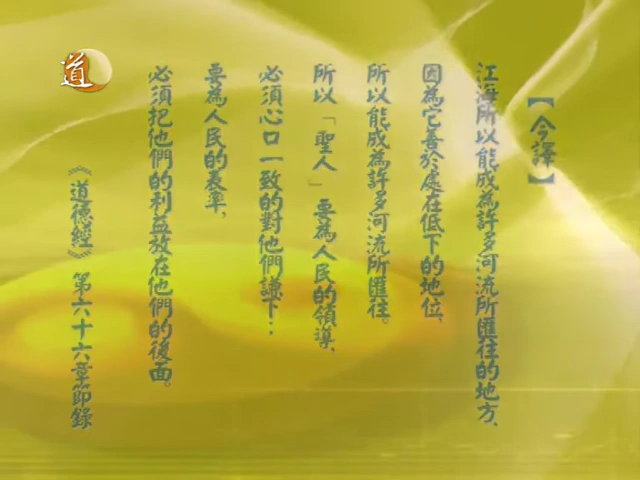 道
【今譯】
江海所以能成為許多河流所匯往的地方、
因為它善於處在低下的地位，
所以能成為許多河流所匯往。
所以「聖人」要為人民的領導、
必須心口一致的對他們謙下…；
要為人民的表率，
必須把他們的利益放在他們的後面。
《道德經》第六十六章節錄